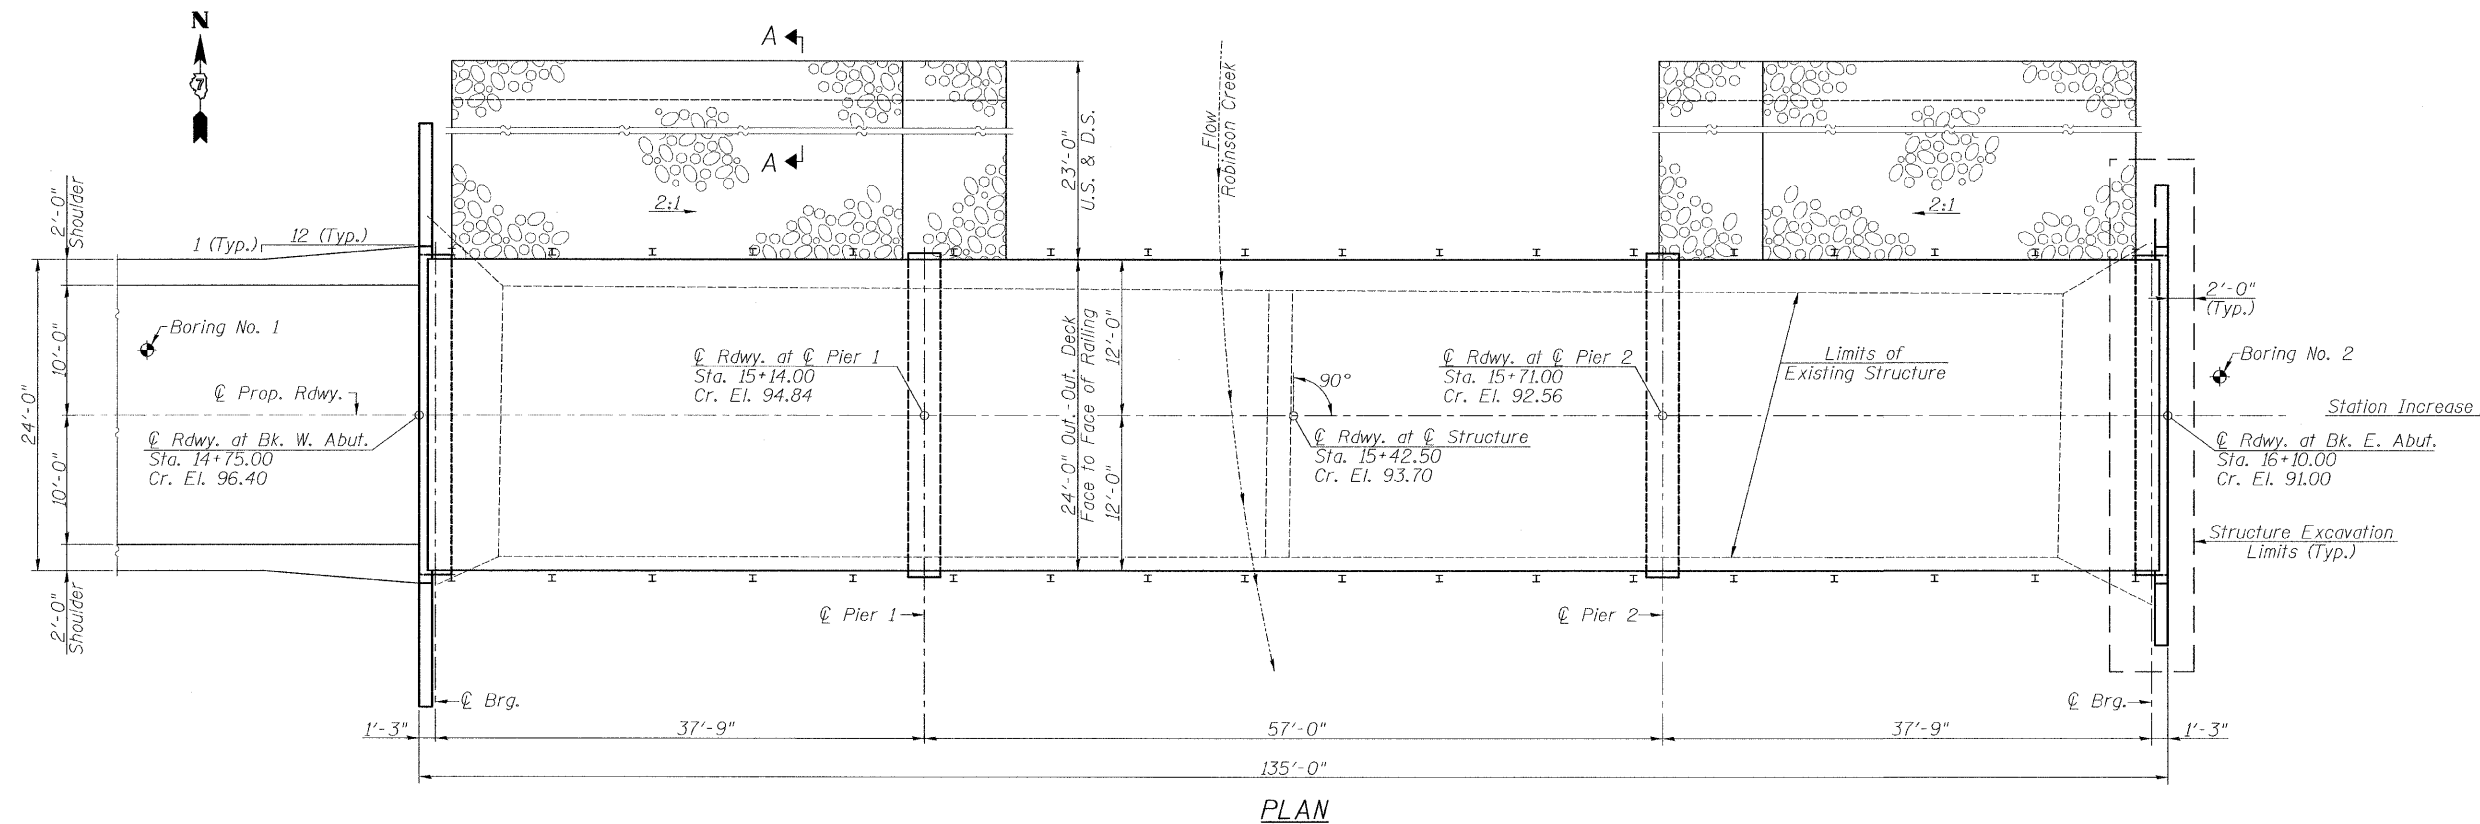 N
7
A
A
2'-0"
Shoulder
1 (Typ.)
12 (Typ.)
2:1
23'-0"
U.S. & D.S.
Flow
Robinson Creek
2:1
2'-0"
(Typ.)
Boring No. 1
10'-0"
24'-0"
℄ Prop. Rdwy.
℄ Rdwy. at Bk. W. Abut.
Sta. 14+75.00
Cr. El. 96.40
10'-0"
2'-0"
Shoulder
℄ Rdwy. at ℄ Pier 1
Sta. 15+14.00
Cr. El. 94.84
24'-0" Out.-Out. Deck
Face to Face of Railing
12'-0"
12'-0"
90°
℄ Rdwy. at ℄ Structure
Sta. 15+42.50
Cr. El. 93.70
℄ Rdwy. at ℄ Pier 2
Sta. 15+71.00
Cr. El. 92.56
Limits of
Existing Structure
Boring No. 2
Station Increase
℄ Rdwy. at Bk. E. Abut.
Sta. 16+10.00
Cr. El. 91.00
Structure Excavation
Limits (Typ.)
℄ Pier 1
℄ Pier 2
℄ Brg.
℄ Brg.
1'-3"
37'-9"
57'-0"
37'-9"
1'-3"
135'-0"
PLAN